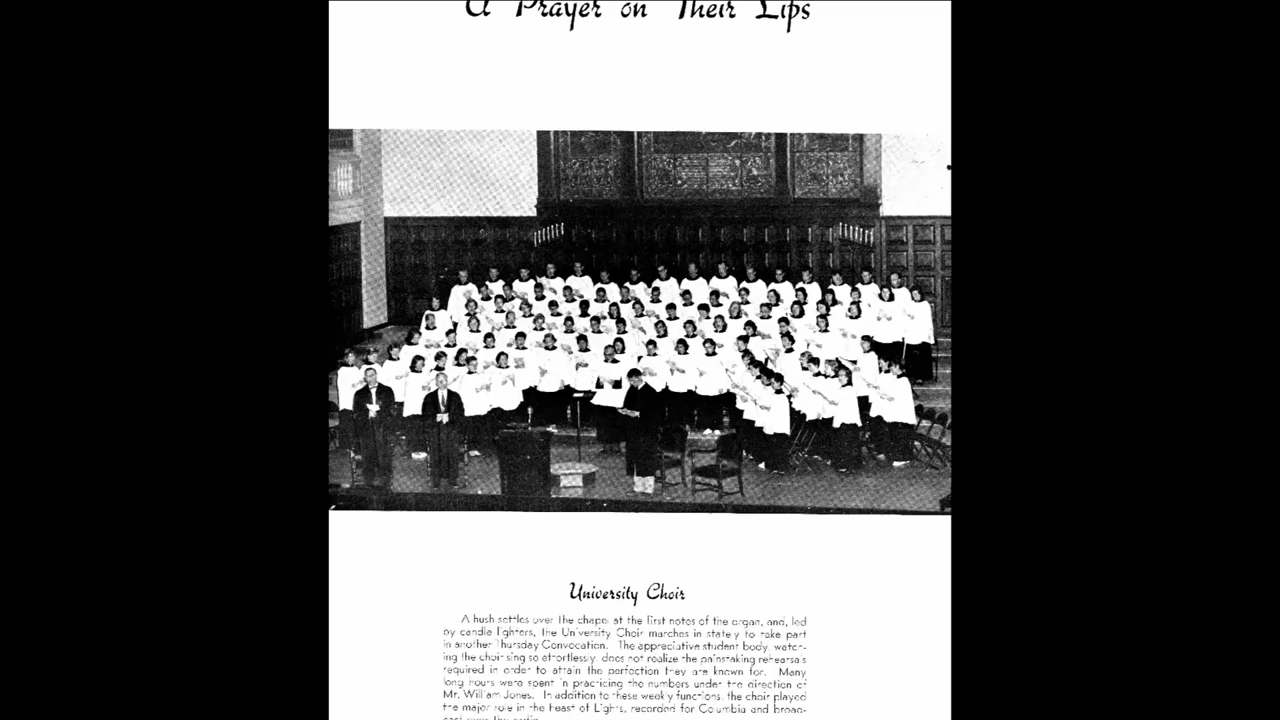 A Prayer on Their Lips
University Choir
A hush settles over the chapel at the first notes of the organ, and, led
by candle lighters, the University Choir marches in stately to take part
in another Thursday Convocation. The appreciative student body, watch-
ing the choir sing so effortlessly, does not realize the painstaking rehearsals
required in order to attain the perfection they are known for. Many
long hours were spent in practicing the numbers under the direction of
Mr. William Jones. In addition to these weekly functions, the choir played
the major role in the Feast of Lights, recorded for Columbia and broad-
cast over the radio.